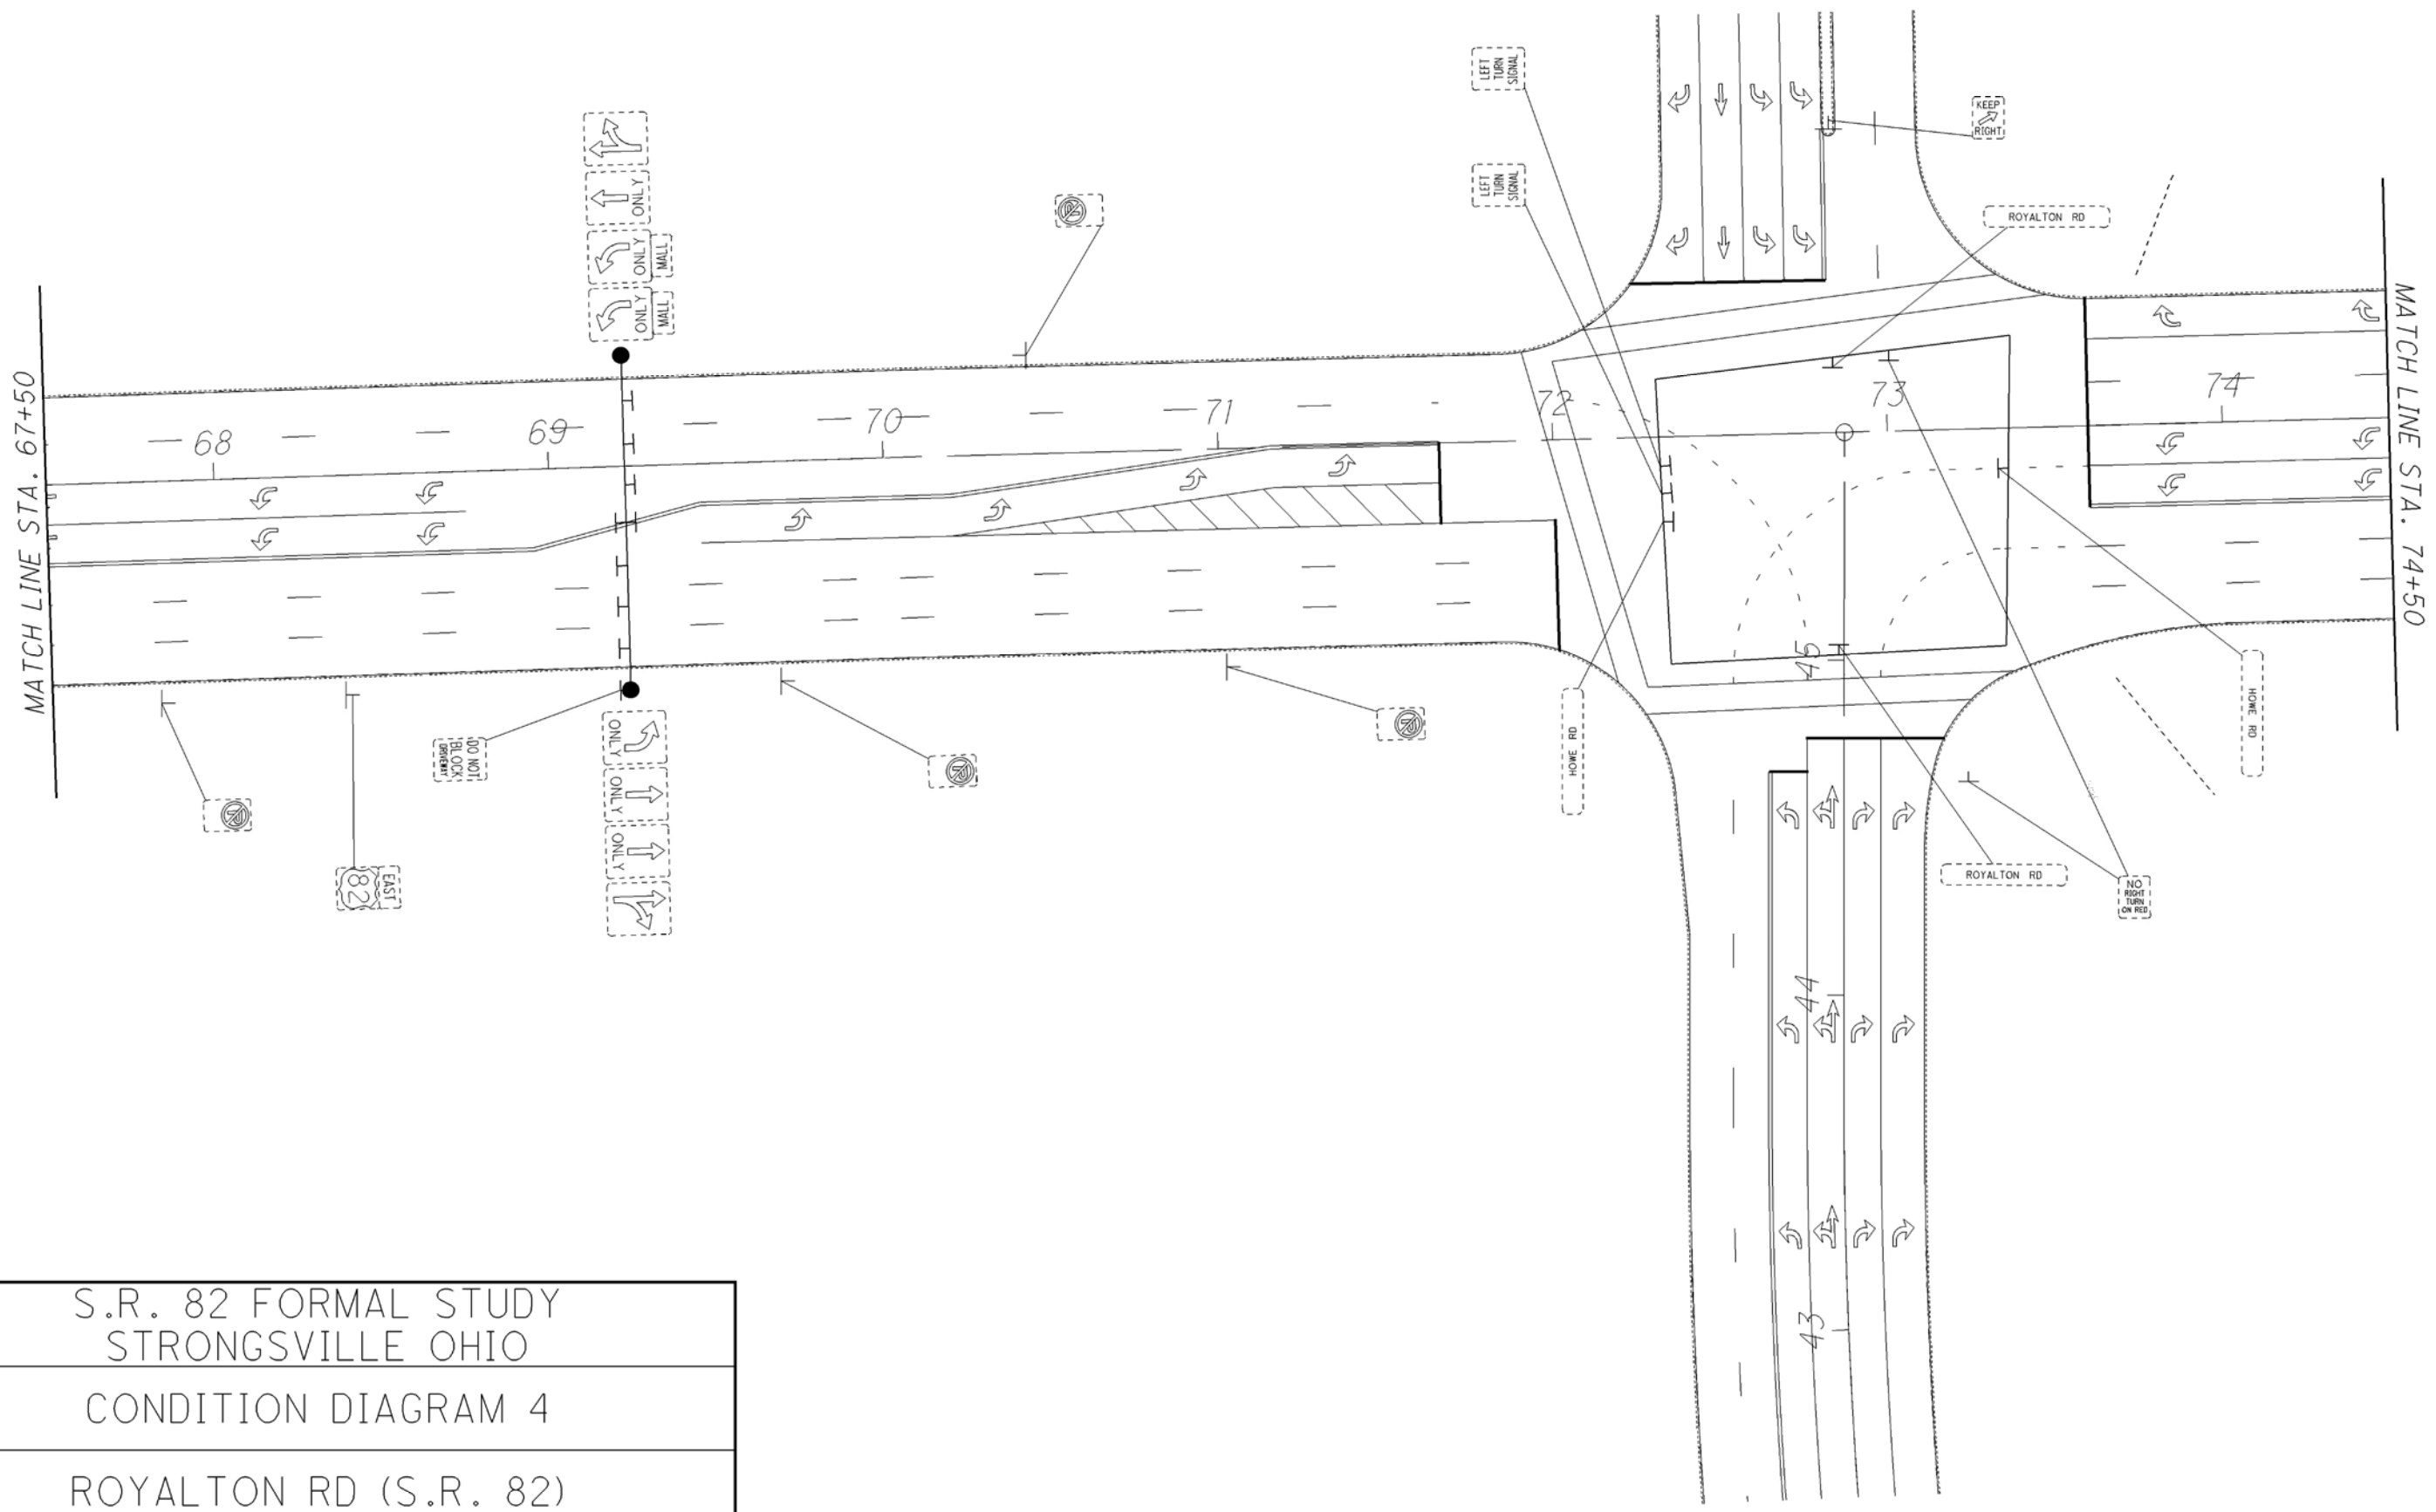 LEFT
TURN
SIGNAL
KEEP
RIGHT
LEFT
TURN
SIGNAL
ROYALTON RD
ONLY
ONLY
MALL
ONLY
MALL
MATCH LINE STA. 67+50
68
69
70
71
72
73
74
MATCH LINE STA. 74+50
45
HOWE RD
HOWE RD
DO NOT
BLOCK
DRIVEWAY
ONLY
ONLY
ONLY
EAST
82
ROYALTON RD
NO
RIGHT
TURN
ON RED
44
43
S.R. 82 FORMAL STUDY
STRONGSVILLE OHIO
CONDITION DIAGRAM 4
ROYALTON RD (S.R. 82)